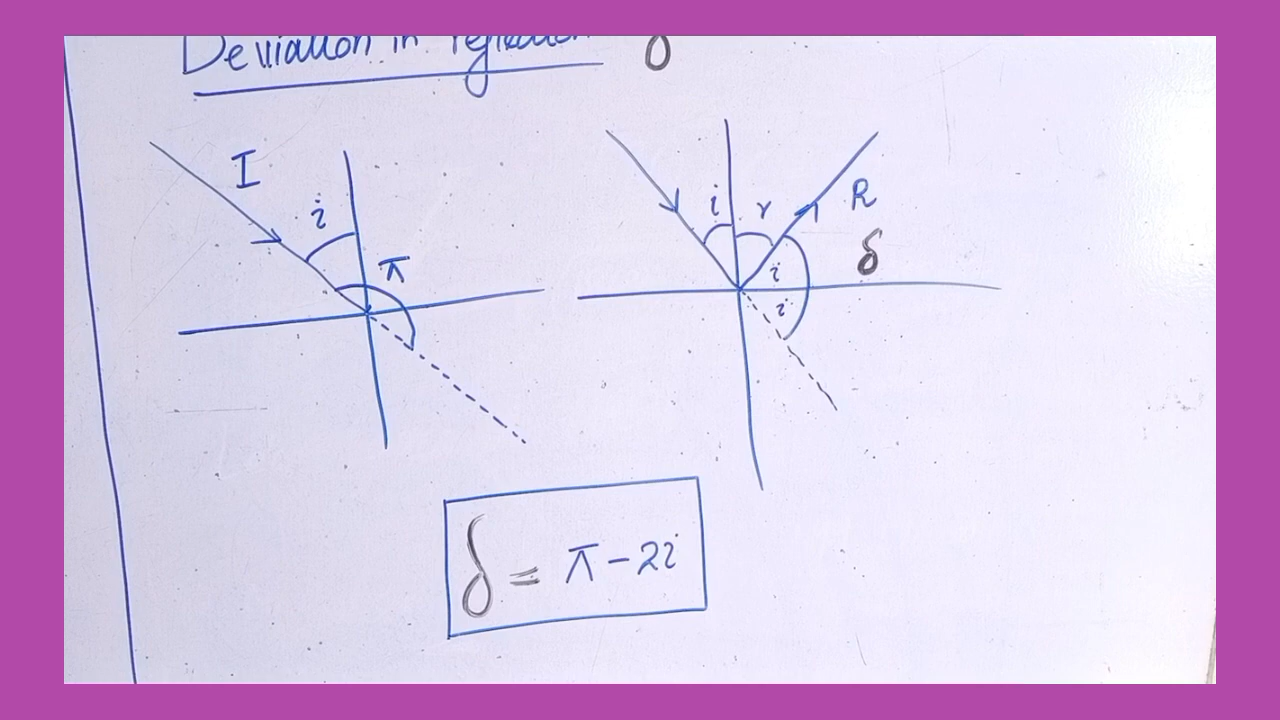 Deviation in reflection δ
I
i
π
i
r
R
i
i
δ
δ = π - 2i